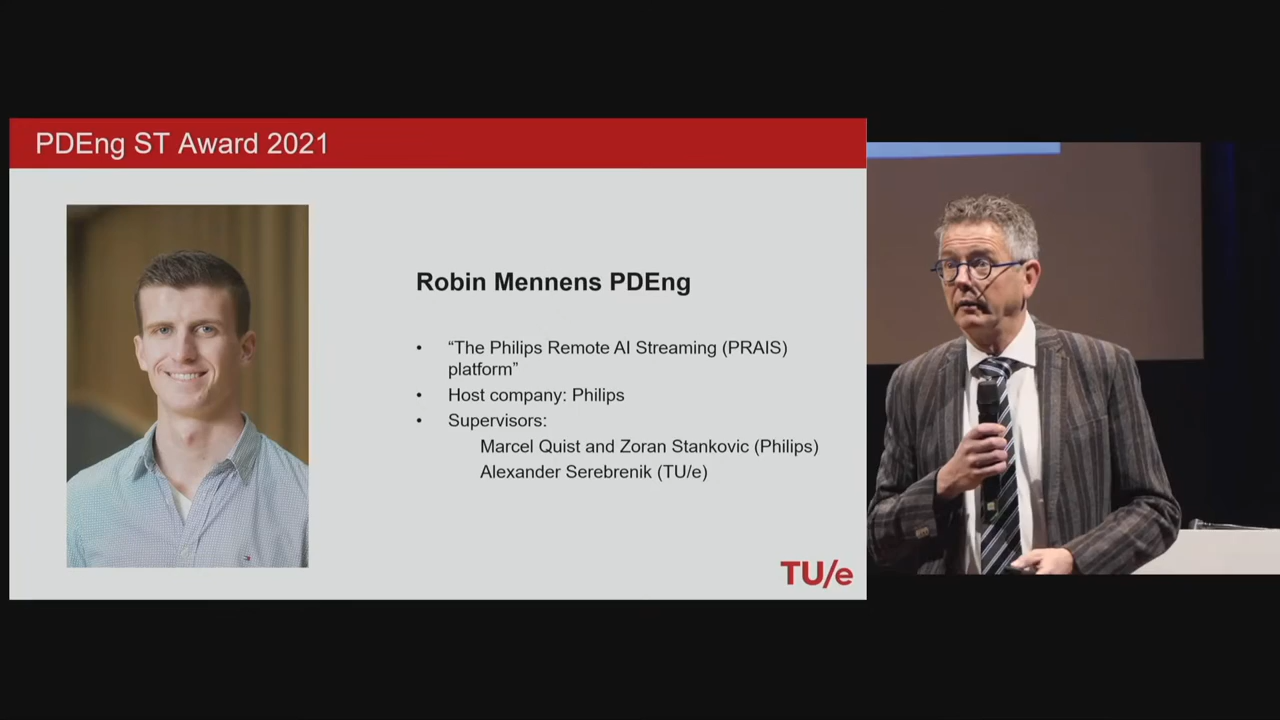 PDEng ST Award 2021
Robin Mennens PDEng
• “The Philips Remote AI Streaming (PRAIS)
platform”
• Host company: Philips
• Supervisors:
Marcel Quist and Zoran Stankovic (Philips)
Alexander Serebrenik (TU/e)
TU/e